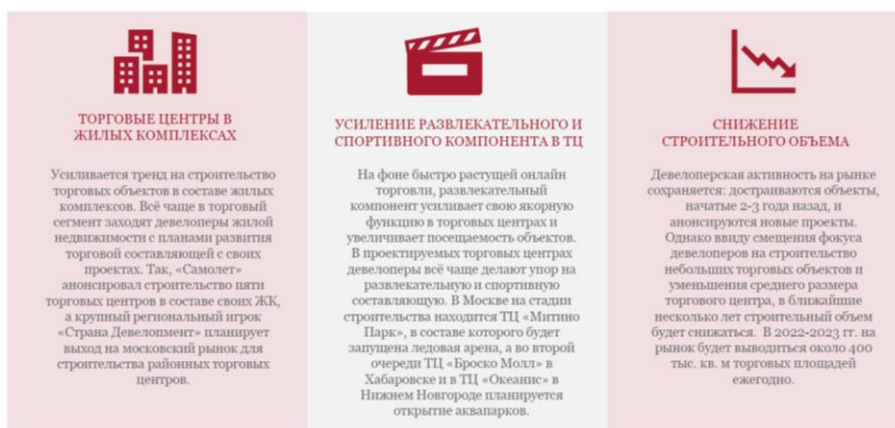 ТОРГОВЫЕ ЦЕНТРЫ В
ЖИЛЫХ КОМПЛЕКСАХ
Усиливается тренд на строительство
торговых объектов в составе жилых
комплексов. Всё чаще в торговый
сегмент заходят девелоперы жилой
недвижимости с планами развития
торговой составляющей с своих
проектах. Так, «Самолет»
анонсировал строительство пяти
торговых центров в составе своих ЖК,
а крупный региональный игрок
«Страна Девелопмент» планирует
выход на московский рынок для
строительства районных торговых
центров.
УСИЛЕНИЕ РАЗВЛЕКАТЕЛЬНОГО И
СПОРТИВНОГО КОМПОНЕНТА В ТЦ
На фоне быстро растущей онлайн
торговли, развлекательный
компонент усиливает свою якорную
функцию в торговых центрах и
увеличивает посещаемость объектов.
В проектируемых торговых центрах
девелоперы всё чаще делают упор на
развлекательную и спортивную
составляющую. В Москве на стадии
строительства находится ТЦ «Митино
Парк», в составе которого будет
запущена ледовая арена, а во второй
очереди ТЦ «Броско Молл» в
Хабаровске и в ТЦ «Океанис» в
Нижнем Новгороде планируется
открытие аквапарков.
СНИЖЕНИЕ
СТРОИТЕЛЬНОГО ОБЪЕМА
Девелоперская активность на рынке
сохраняется: достраиваются объекты,
начатые 2-3 года назад, и
анонсируются новые проекты.
Однако ввиду смещения фокуса
девелоперов на строительство
небольших торговых объектов и
уменьшения среднего размера
торгового центра, в ближайшие
несколько лет строительный объем
будет снижаться. В 2022-2023 гг. на
рынок будет выводиться около 400
тыс. кв. м торговых площадей
ежегодно.